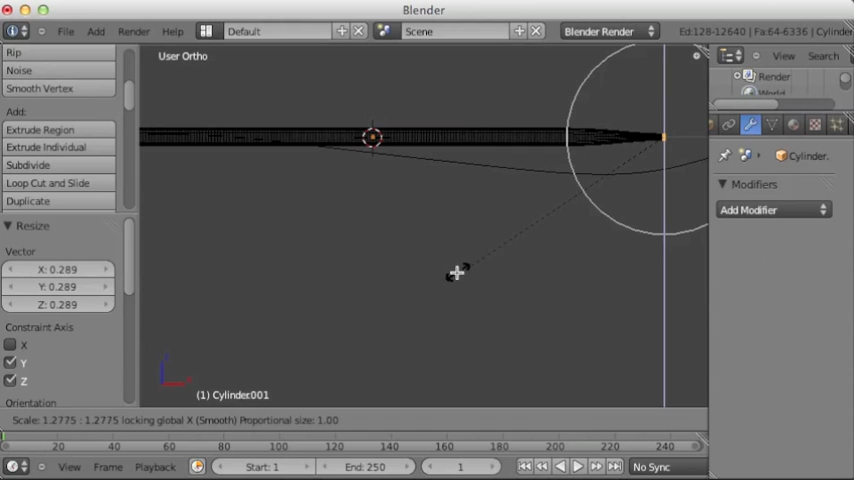 Blender
File Add Render Help Default Scene Blender Render Ed:128-12640 | Fa:64-6336 | Cylinder
Rip
User Ortho
View Search
Noise
Render
Smooth Vertex
World
Add:
Extrude Region
Extrude Individual
Cylinder.
Subdivide
Loop Cut and Slide
Modifiers
Duplicate
Add Modifier
Resize
Vector
X: 0.289
Y: 0.289
Z: 0.289
Constraint Axis
X
Y
Z
(1) Cylinder.001
Orientation
Scale: 1.2775 : 1.2775 locking global X (Smooth) Proportional size: 1.00
20 40 60 80 100 120 140 160 180 200 220 240
View Frame Playback Start: 1 End: 250 1 No Sync